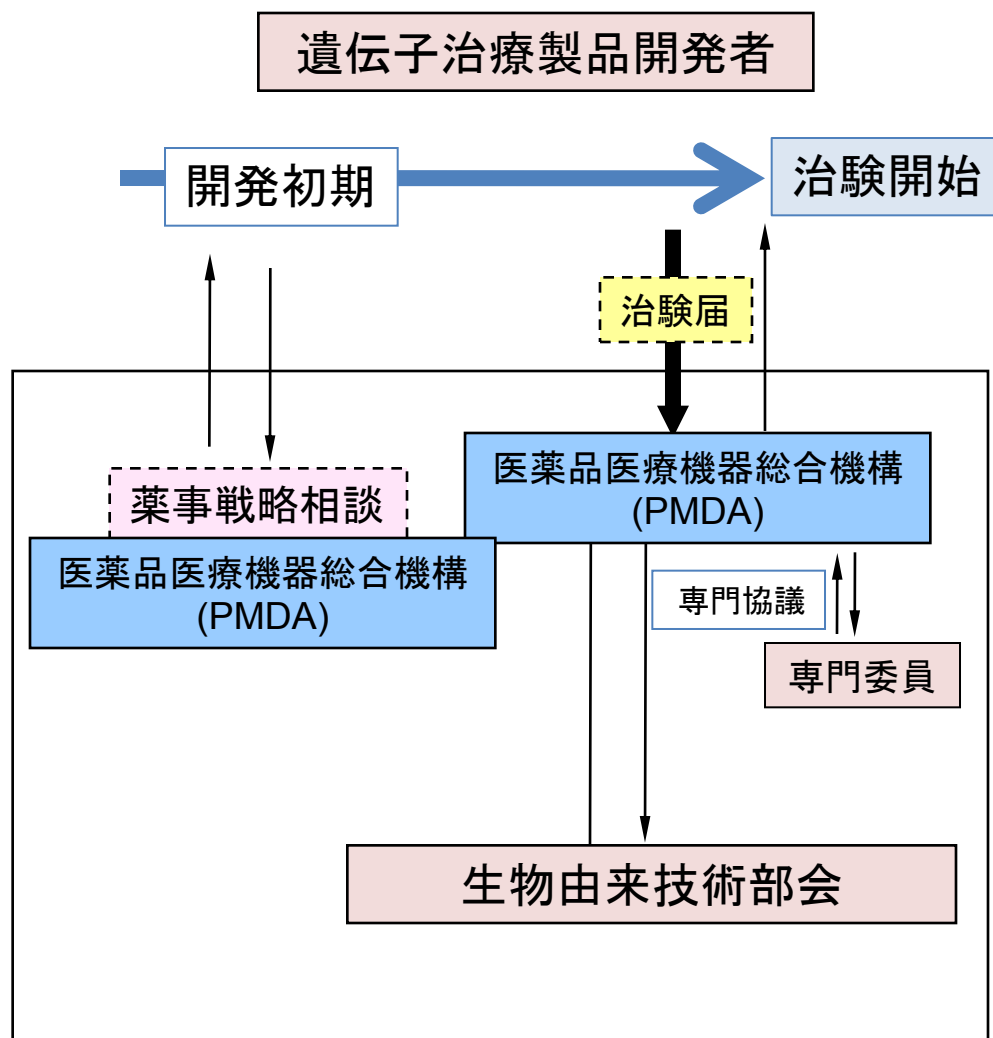 遺伝子治療製品開発者
開発初期
治験開始
治験届
薬事戦略相談
医薬品医療機器総合機構
(PMDA)
医薬品医療機器総合機構
(PMDA)
専門協議
専門委員
生物由来技術部会